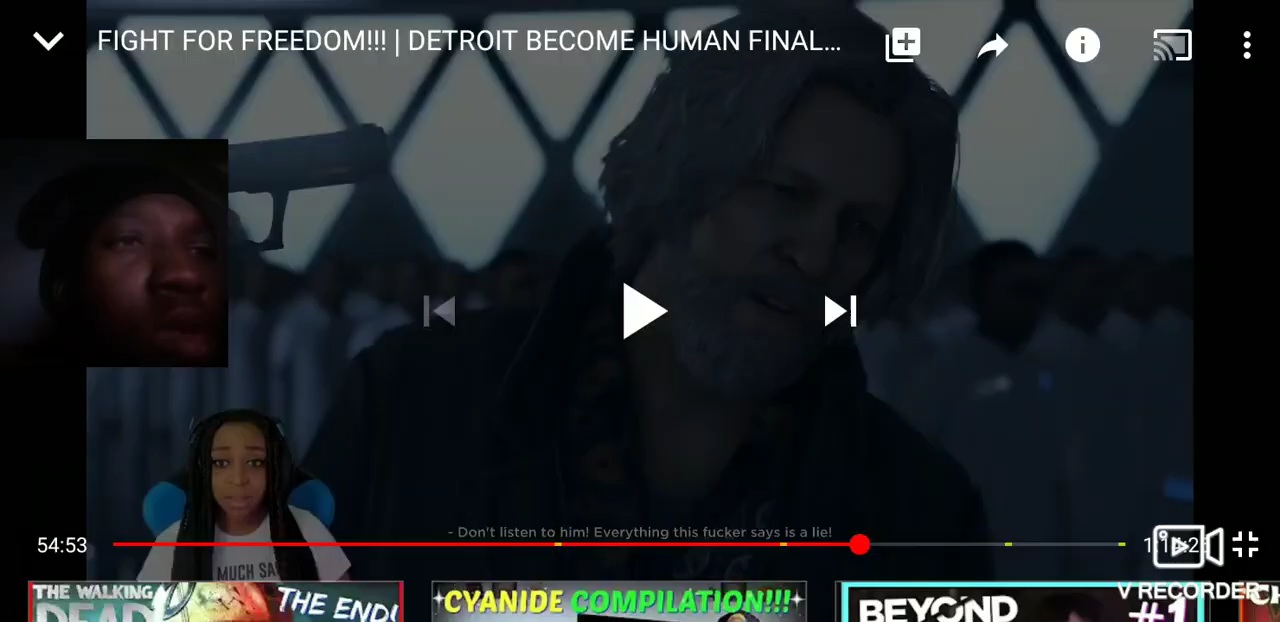 FIGHT FOR FREEDOM!!! | DETROIT BECOME HUMAN FINAL...
- Don't listen to him! Everything this fucker says is a lie!
54:53
MUCH SA
V RECORDER
THE WALKING
DEAD
THE END!
CYANIDE COMPILATION!!!
BEYOND
#1